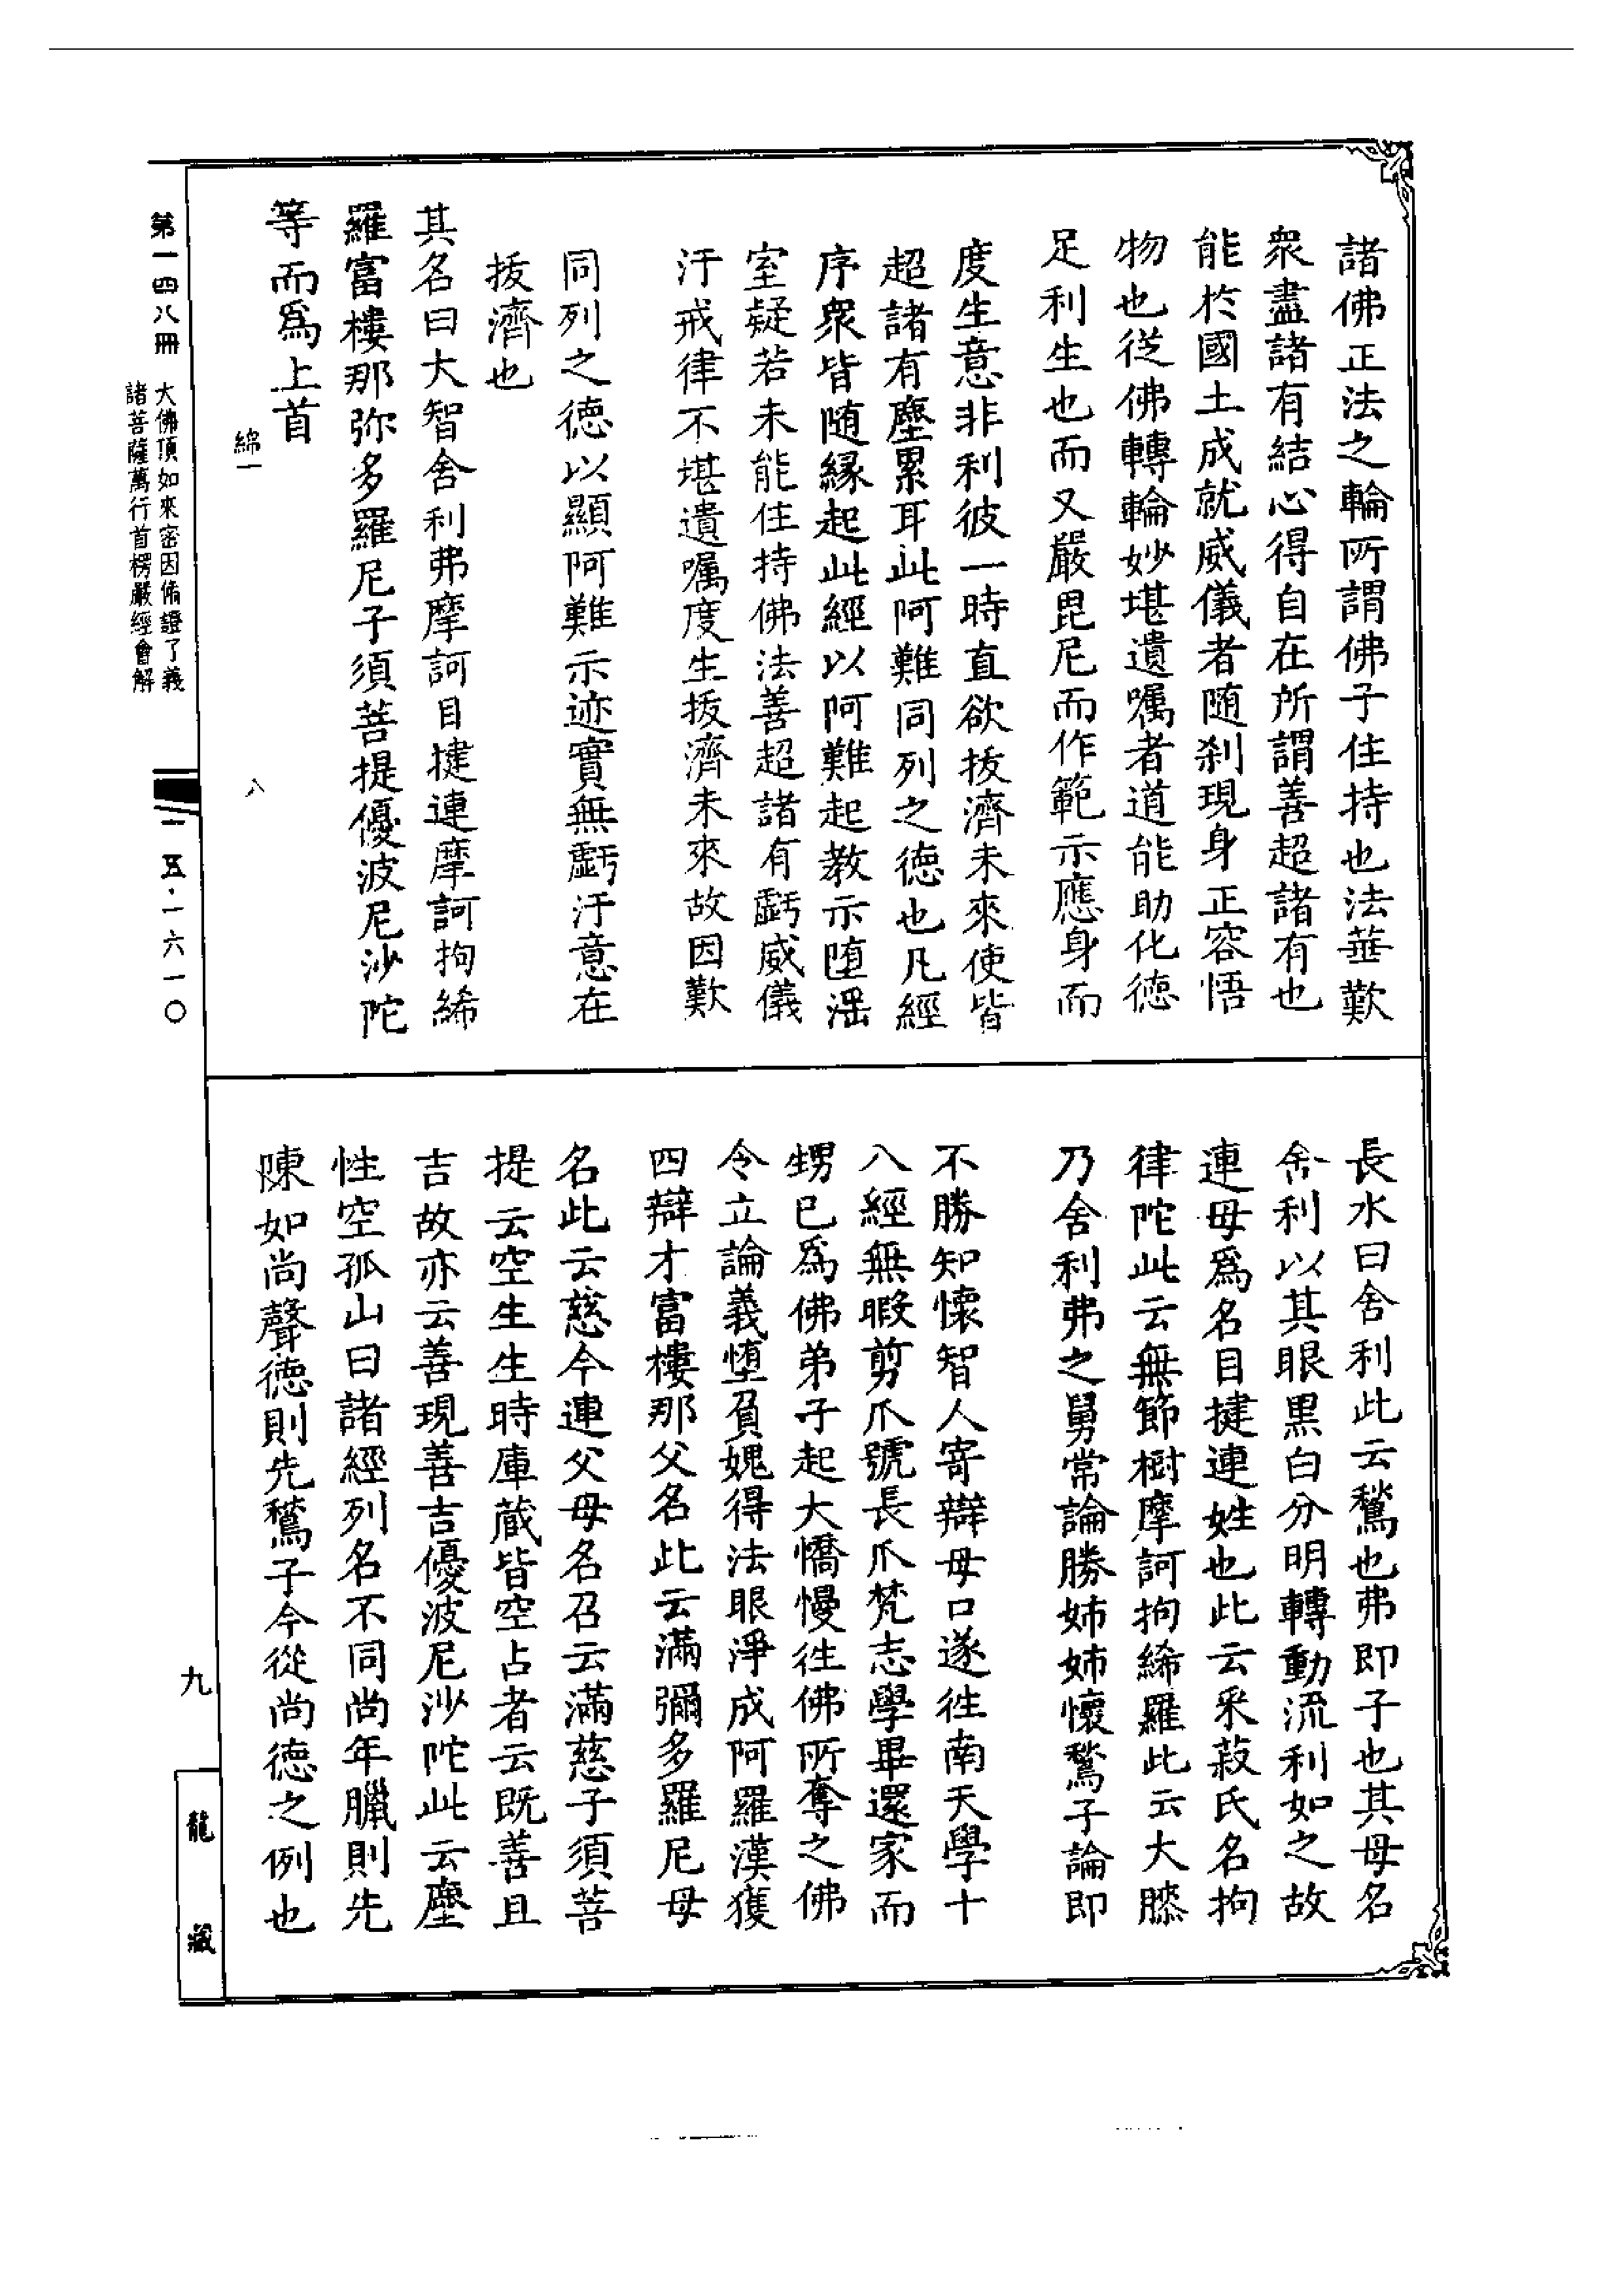 諸佛正法之輪所謂佛子住持也法華歎
衆盡諸有結心得自在所謂善超諸有也
能於國土成就威儀者随刹現身正容悟
物也從佛轉輪妙堪遺囑者道能助化德
足利生也而又嚴毘尼而作範示應身而
度生意非利彼一時直欲拔濟未來使皆
超諸有塵累耳此阿難同列之德也凡經
序衆皆随緣起此經以阿難起教示堕婬
室疑若未能住持佛法善超諸有虧威儀
汙戒律不堪遺囑度生拔濟未來故因歎
同列之德以顯阿難示迹實無虧汙意在
拔濟也
其名曰大智舍利弗摩訶目揵連摩訶拘絺
羅富樓那弥多羅尼子須菩提優波尼沙陀
等而爲上首
綿一
八
第一四八冊
大佛頂如來密因脩證了義
諸菩薩萬行首楞嚴經會解
一五·一六一〇
長水曰舍利此云鶖也弗即子也其母名
舍利以其眼黒白分明轉動流利如之故
連母爲名目揵連姓也此云采菽氏名拘
律陀此云無節樹摩訶拘絺羅此云大膝
乃舍利弗之舅常論勝姉姉懷鶖子論即
不勝知懷智人寄辯母口遂往南天學十
八經無暇剪爪號長爪梵志學畢還家而
甥已爲佛弟子起大憍慢往佛所奪之佛
令立論義堕負媿得法眼淨成阿羅漢獲
四辯才富樓那父名此云滿彌多羅尼母
名此云慈今連父母名召云滿慈子須菩
提云空生生時庫藏皆空占者云既善且
吉故亦云善現善吉優波尼沙陀此云塵
性空孤山曰諸經列名不同尚年臘則先
陳如尚聲德則先鶖子今從尚德之例也
九
龍藏